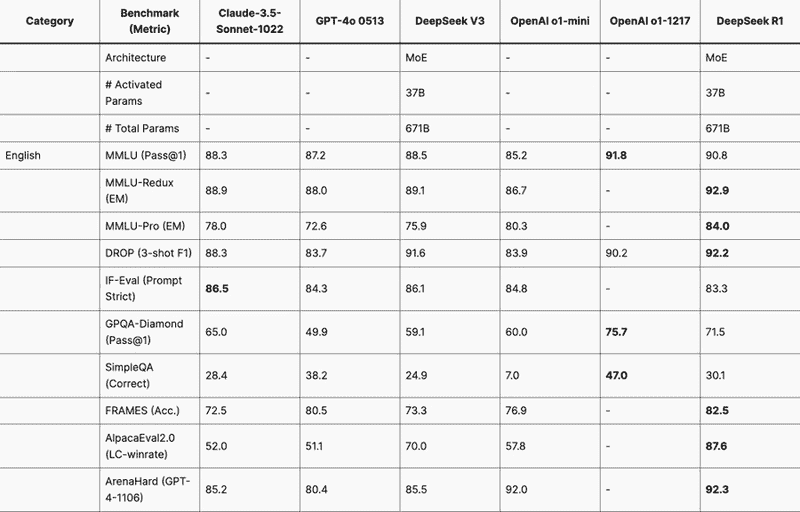 Category Benchmark (Metric) Claude-3.5-Sonnet-1022 GPT-4o 0513 DeepSeek V3 OpenAI o1-mini OpenAI o1-1217 DeepSeek R1
Architecture - - MoE - - MoE
# Activated Params - - 37B - - 37B
# Total Params - - 671B - - 671B
English MMLU (Pass@1) 88.3 87.2 88.5 85.2 91.8 90.8
MMLU-Redux (EM) 88.9 88.0 89.1 86.7 - 92.9
MMLU-Pro (EM) 78.0 72.6 75.9 80.3 - 84.0
DROP (3-shot F1) 88.3 83.7 91.6 83.9 90.2 92.2
IF-Eval (Prompt Strict) 86.5 84.3 86.1 84.8 - 83.3
GPQA-Diamond (Pass@1) 65.0 49.9 59.1 60.0 75.7 71.5
SimpleQA (Correct) 28.4 38.2 24.9 7.0 47.0 30.1
FRAMES (Acc.) 72.5 80.5 73.3 76.9 - 82.5
AlpacaEval2.0 (LC-winrate) 52.0 51.1 70.0 57.8 - 87.6
ArenaHard (GPT-4-1106) 85.2 80.4 85.5 92.0 - 92.3